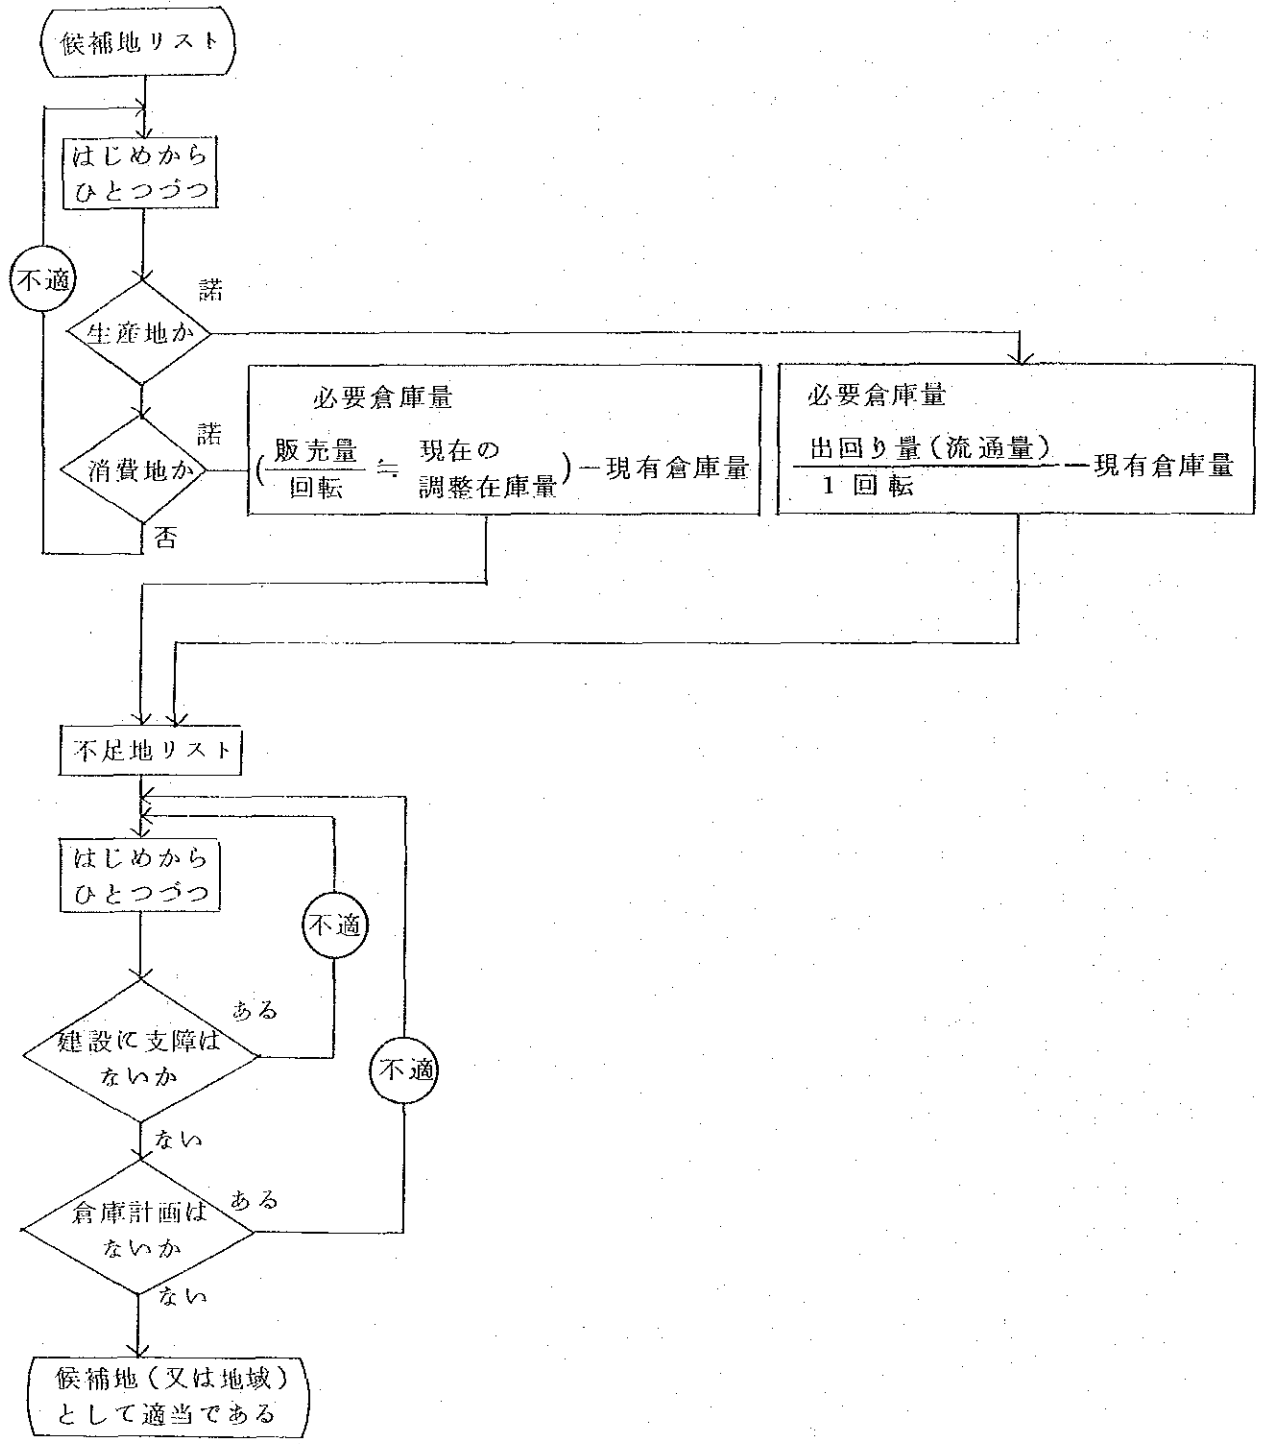 候補地リスト
はじめから
ひとつづつ
不適
諾
生産地か
必要倉庫量
必要倉庫量
諾
消費地か
(販売量/回転 ≒ 現在の
調整在庫量)−現有倉庫量
出回り量(流通量)
1回転
−現有倉庫量
否
不足地リスト
はじめから
ひとつづつ
不適
ある
建設に支障は
ないか
不適
ない
ある
倉庫計画は
ないか
ない
候補地(又は地域)
として適当である